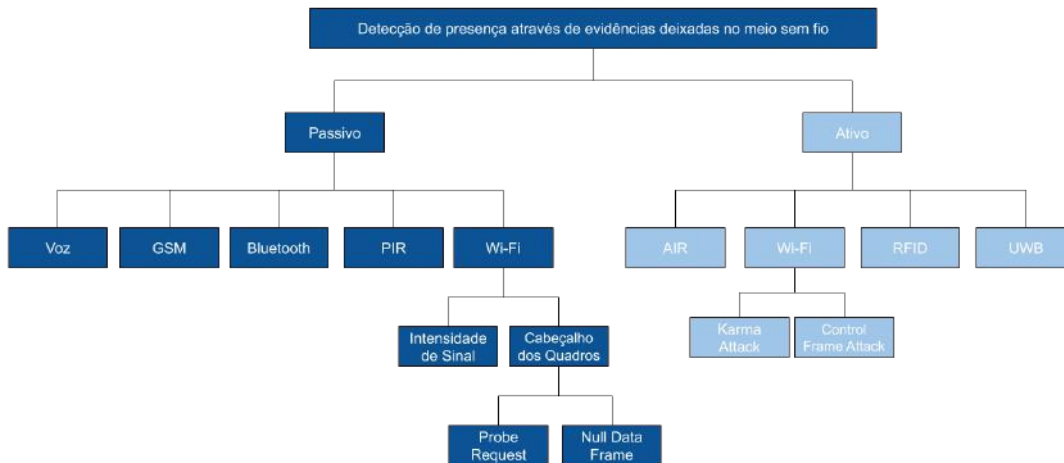 Detecção de presença através de evidências deixadas no meio sem fio
Passivo
Ativo
Voz
GSM
Bluetooth
PIR
Wi-Fi
AIR
Wi-Fi
RFID
UWB
Intensidade
de Sinal
Cabeçalho
dos Quadros
Karma
Attack
Control
Frame Attack
Probe
Request
Null Data
Frame